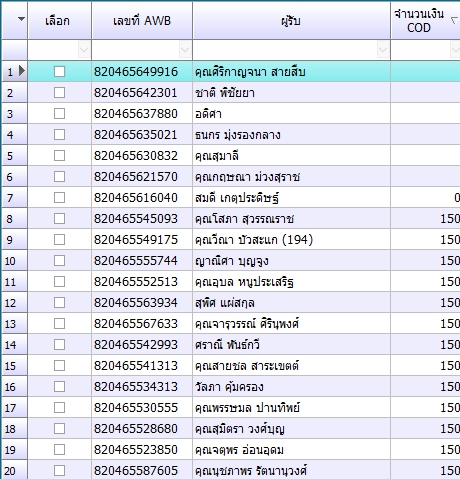 เลือก เลขที่ AWB ผู้รับ จำนวนเงิน COD
1 820465649916 คุณศิริกาญจนา สายสืบ
2 820465642301 ชาติ พิชัยยา
3 820465637880 อติศา
4 820465635021 ธนกร มุ่งรองกลาง
5 820465630832 คุณสุมาลี
6 820465621570 คุณกฤษณา ม่วงสุราช
7 820465616040 สมดี เกตุประดิษฐ์ 0
8 820465545093 คุณโสภา สุวรรณราช 150
9 820465549175 คุณวีณา บัวสะแก (194) 150
10 820465555744 ญาณิศา บุญจูง 150
11 820465552513 คุณอุบล หนูประเสริฐ 150
12 820465563934 สุพิศ แผ่สกุล 150
13 820465567633 คุณจารุวรรณ์ ศิรินุพงศ์ 150
14 820465542993 ศราณี พันธ์กวี 150
15 820465541313 คุณสายชล สาระเขตต์ 150
16 820465534313 วัลภา คุ้มครอง 150
17 820465530555 คุณพรรษมล ปานทิพย์ 150
18 820465528680 คุณสุมิตรา วงศ์บุญ 150
19 820465523850 คุณจตุพร อ่อนอุดม 150
20 820465587605 คุณนุชภาพร รัตนานุวงศ์ 150